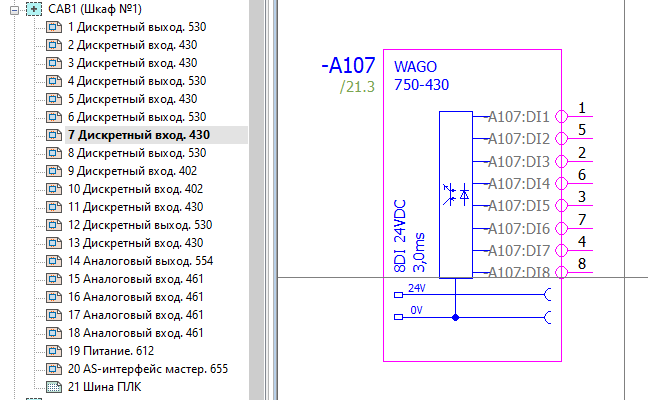 CAB1 (Шкаф №1)
1 Дискретный выход. 530
2 Дискретный вход. 430
3 Дискретный вход. 430
4 Дискретный выход. 530
5 Дискретный вход. 430
6 Дискретный выход. 530
7 Дискретный вход. 430
8 Дискретный выход. 530
9 Дискретный вход. 402
10 Дискретный вход. 402
11 Дискретный вход. 430
12 Дискретный выход. 530
13 Дискретный вход. 430
14 Аналоговый выход. 554
15 Аналоговый вход. 461
16 Аналоговый вход. 461
17 Аналоговый вход. 461
18 Аналоговый вход. 461
19 Питание. 612
20 AS-интерфейс мастер. 655
21 Шина ПЛК
-A107
/21.3
WAGO
750-430
A107:DI1 1
A107:DI2 5
A107:DI3 2
A107:DI4 6
A107:DI5 3
A107:DI6 7
A107:DI7 4
A107:DI8 8
8DI 24VDC
3,0ms
24V
0V